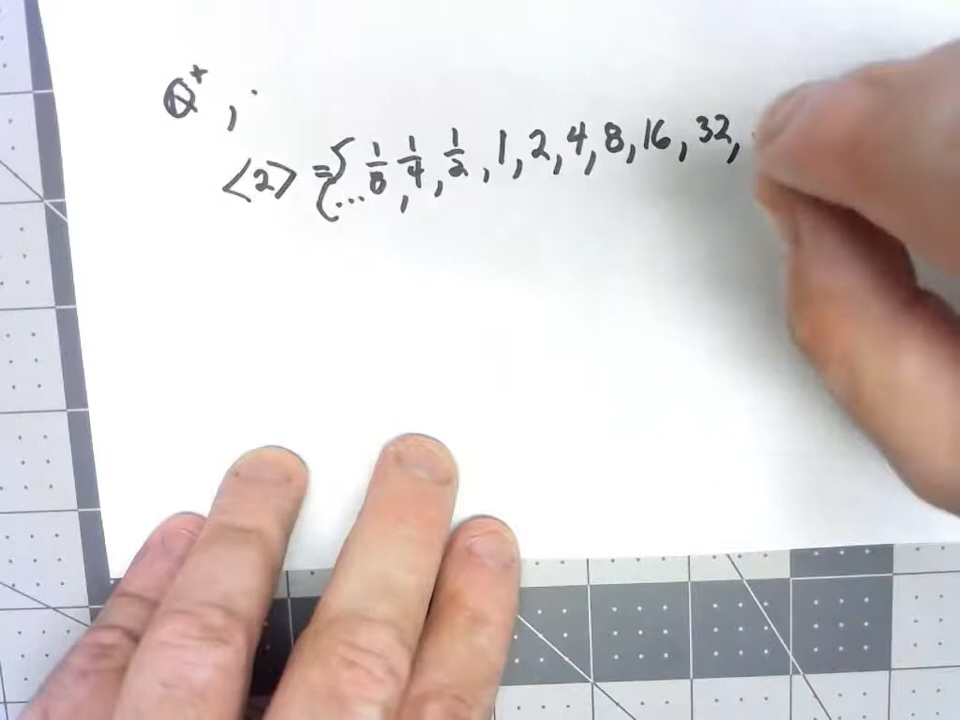 ℚ*, ·
<2> = {... 1/8, 1/4, 1/2, 1, 2, 4, 8, 16, 32,